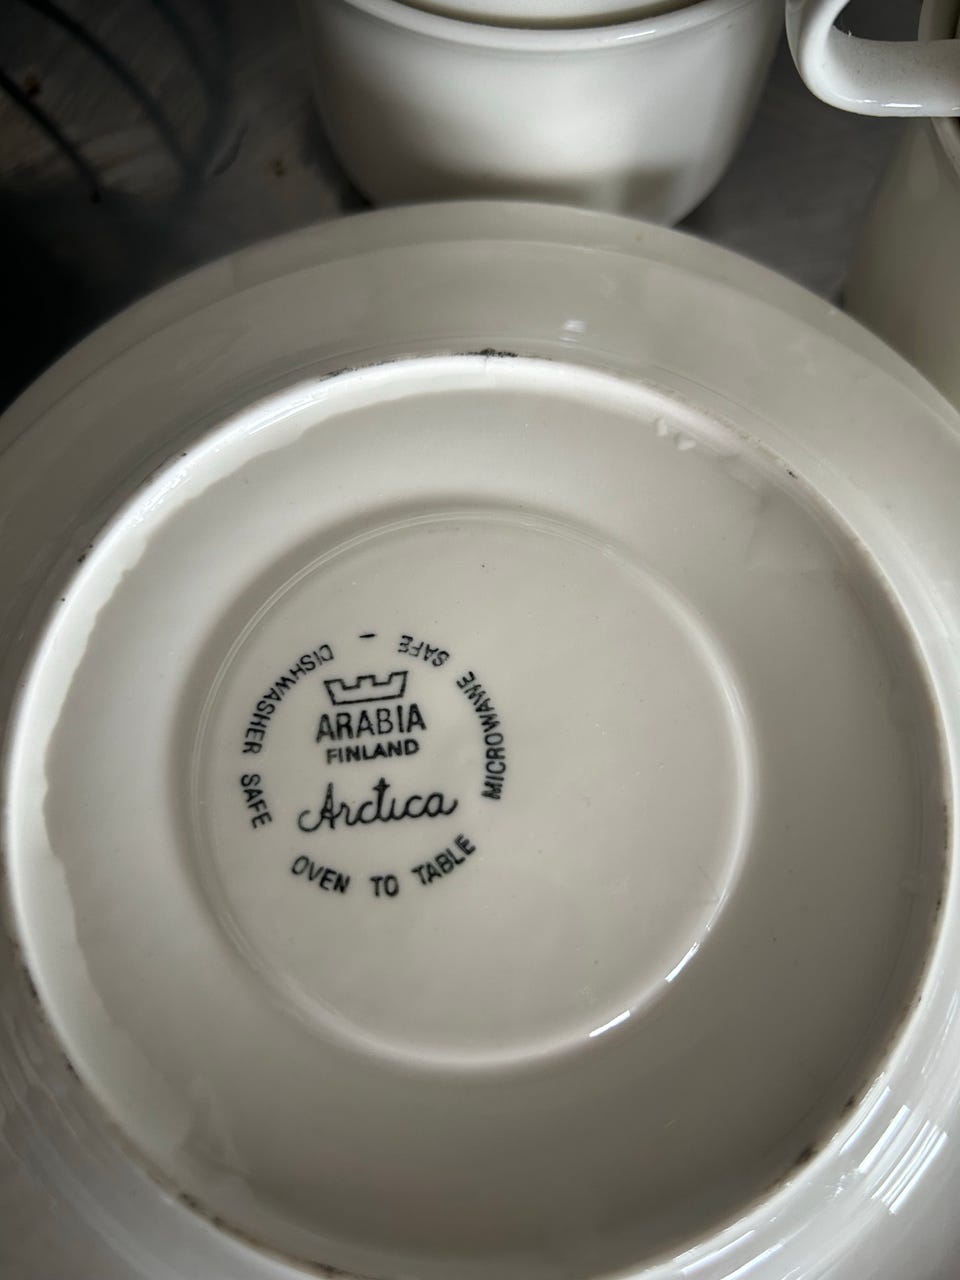 DISHWASHER SAFE - MICROWAVE SAFE
ARABIA
FINLAND
Arctica
OVEN TO TABLE